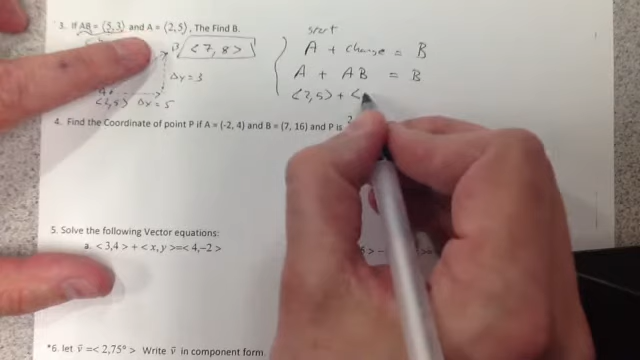 3. If AB = ⟨5, 3⟩ and A = (2, 5), The Find B.
start
B ⟨7, 8⟩
A + change = B
A + AB = B
Δy = 3
⟨2, 5⟩ Δy = 5
⟨2, 5⟩ + ⟨
4. Find the Coordinate of point P if A = (-2, 4) and B = (7, 16) and P is
5. Solve the following Vector equations:
a. < 3,4 > + < x, y >=< 4, −2 >
*6. let v⃗ =< 2,75° > Write v⃗ in component form.